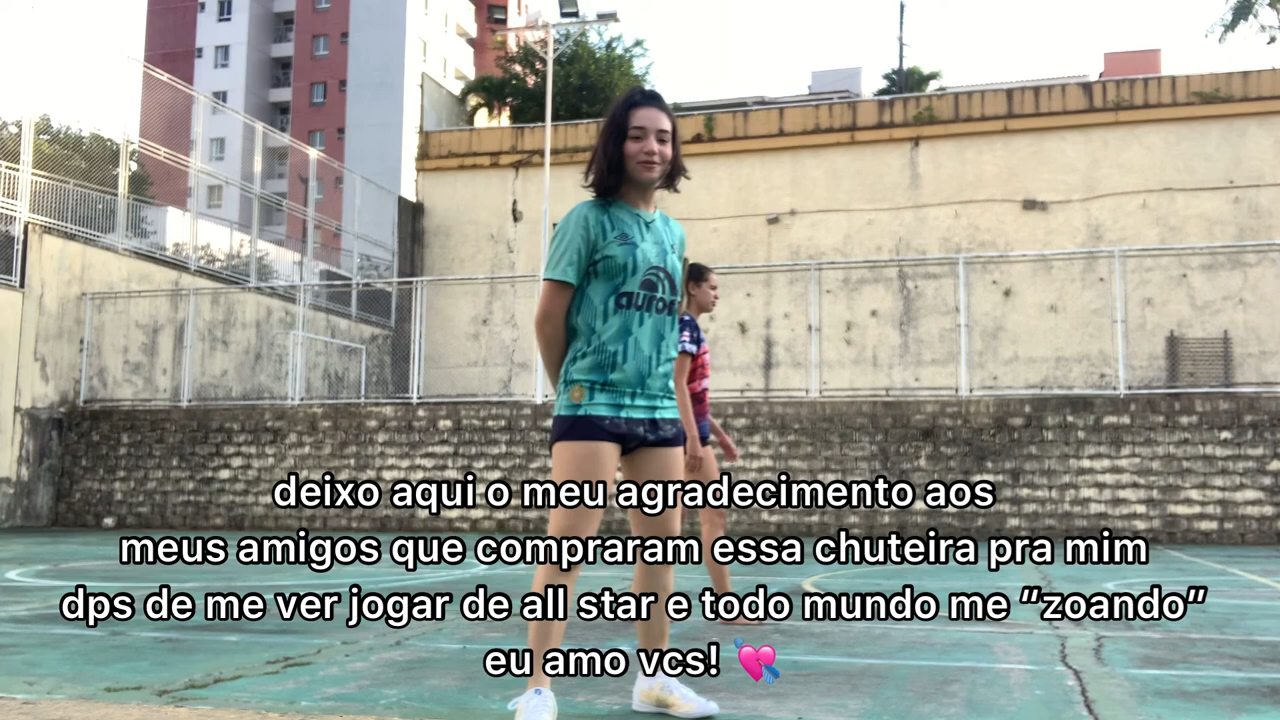 auror
deixo aqui o meu agradecimento aos
meus amigos que compraram essa chuteira pra mim
dps de me ver jogar de all star e todo mundo me “zoando”
eu amo vcs! 💘